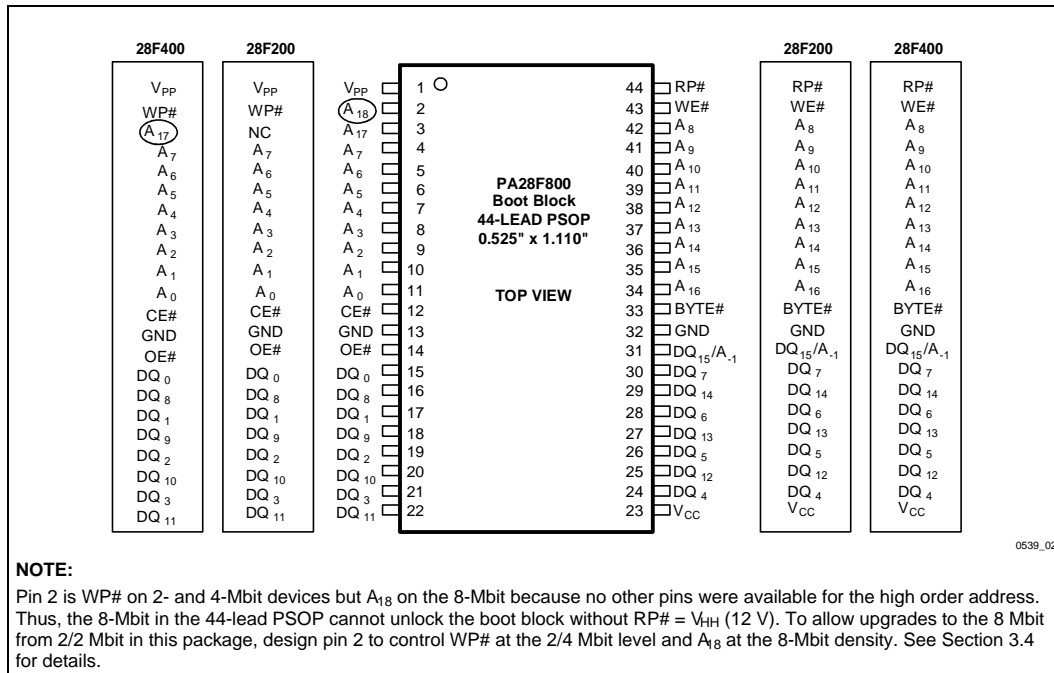 28F400 28F200 28F200 28F400
VPP VPP VPP 1 44 RP# RP# RP#
WP# WP# A18 2 43 WE# WE# WE#
A17 NC A17 3 42 A8 A8 A8
A7 A7 A7 4 41 A9 A9 A9
A6 A6 A6 5 40 A10 A10 A10
A5 A5 A5 6 PA28F800 39 A11 A11 A11
A4 A4 A4 7 Boot Block 38 A12 A12 A12
A3 A3 A3 8 44-LEAD PSOP 37 A13 A13 A13
A2 A2 A2 9 0.525" x 1.110" 36 A14 A14 A14
A1 A1 A1 10 35 A15 A15 A15
A0 A0 A0 11 TOP VIEW 34 A16 A16 A16
CE# CE# CE# 12 33 BYTE# BYTE# BYTE#
GND GND GND 13 32 GND GND GND
OE# OE# OE# 14 31 DQ15/A-1 DQ15/A-1 DQ15/A-1
DQ0 DQ0 DQ0 15 30 DQ7 DQ7 DQ7
DQ8 DQ8 DQ8 16 29 DQ14 DQ14 DQ14
DQ1 DQ1 DQ1 17 28 DQ6 DQ6 DQ6
DQ9 DQ9 DQ9 18 27 DQ13 DQ13 DQ13
DQ2 DQ2 DQ2 19 26 DQ5 DQ5 DQ5
DQ10 DQ10 DQ10 20 25 DQ12 DQ12 DQ12
DQ3 DQ3 DQ3 21 24 DQ4 DQ4 DQ4
DQ11 DQ11 DQ11 22 23 VCC VCC VCC
0539_02
NOTE:
Pin 2 is WP# on 2- and 4-Mbit devices but A18 on the 8-Mbit because no other pins were available for the high order address.
Thus, the 8-Mbit in the 44-lead PSOP cannot unlock the boot block without RP# = VHH (12 V). To allow upgrades to the 8 Mbit
from 2/2 Mbit in this package, design pin 2 to control WP# at the 2/4 Mbit level and A18 at the 8-Mbit density. See Section 3.4
for details.